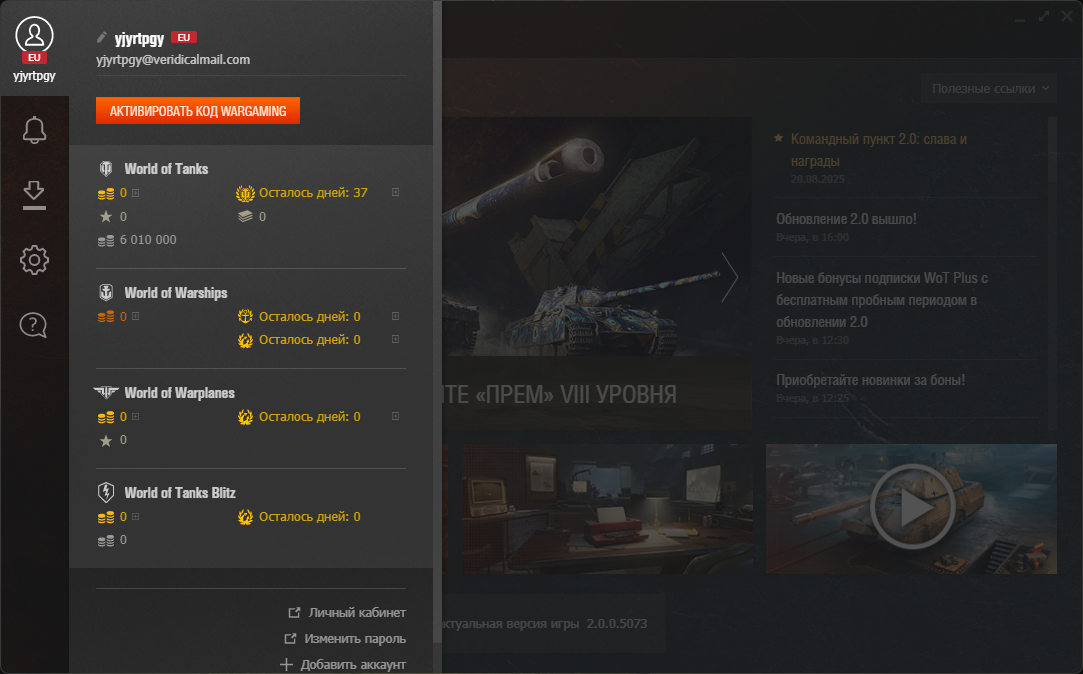 EU
yjyrtpgy
yjyrtpgy EU
yjyrtpgy@veridicalmail.com
АКТИВИРОВАТЬ КОД WARGAMING
World of Tanks
0
Осталось дней: 37
0
0
6 010 000
World of Warships
0
Осталось дней: 0
Осталось дней: 0
World of Warplanes
0
Осталось дней: 0
0
World of Tanks Blitz
0
Осталось дней: 0
0
Личный кабинет
Изменить пароль
Добавить аккаунт
Полезные ссылки
Командный пункт 2.0: слава и
награды
20.08.2025
Обновление 2.0 вышло!
Вчера, в 16:00
Новые бонусы подписки WoT Plus с
бесплатным пробным периодом в
обновлении 2.0
Вчера, в 12:30
Приобретайте новинки за боны!
Вчера, в 12:25
ИТЕ «ПРЕМ» VIII УРОВНЯ
ктуальная версия игры 2.0.0.5073